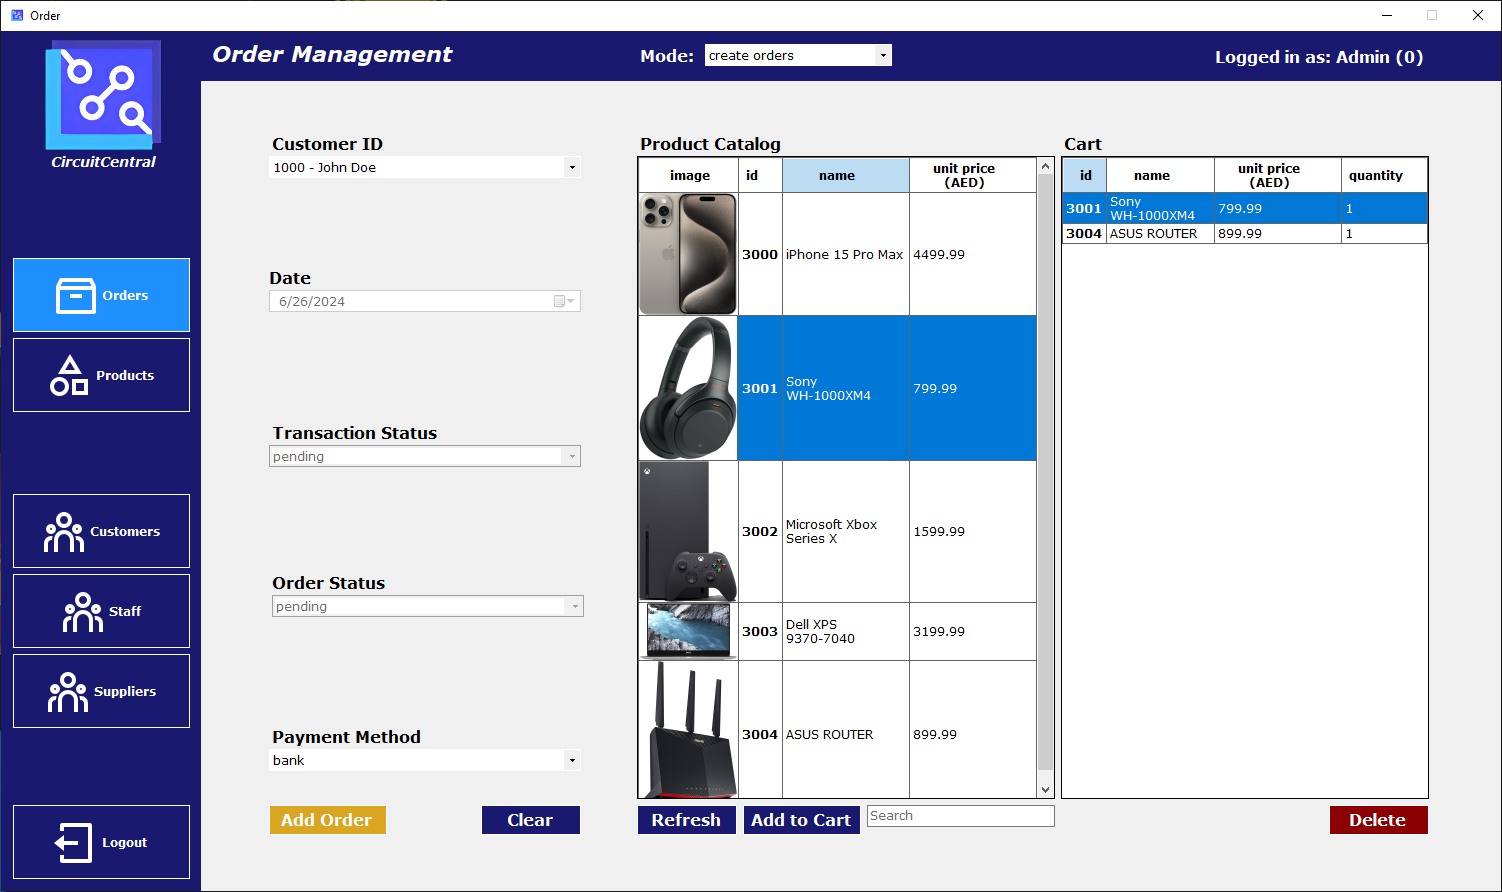 Order
Order Management
Mode:
create orders
Logged in as: Admin (0)
CircuitCentral
Orders
Products
Customers
Staff
Suppliers
Logout
Customer ID
1000 - John Doe
Date
6/26/2024
Transaction Status
pending
Order Status
pending
Payment Method
bank
Add Order
Clear
Product Catalog
image id name unit price
(AED)
3000 iPhone 15 Pro Max 4499.99
3001 Sony
WH-1000XM4 799.99
3002 Microsoft Xbox
Series X 1599.99
3003 Dell XPS
9370-7040 3199.99
3004 ASUS ROUTER 899.99
Refresh
Add to Cart
Search
Cart
id name unit price
(AED) quantity
3001 Sony
WH-1000XM4 799.99 1
3004 ASUS ROUTER 899.99 1
Delete